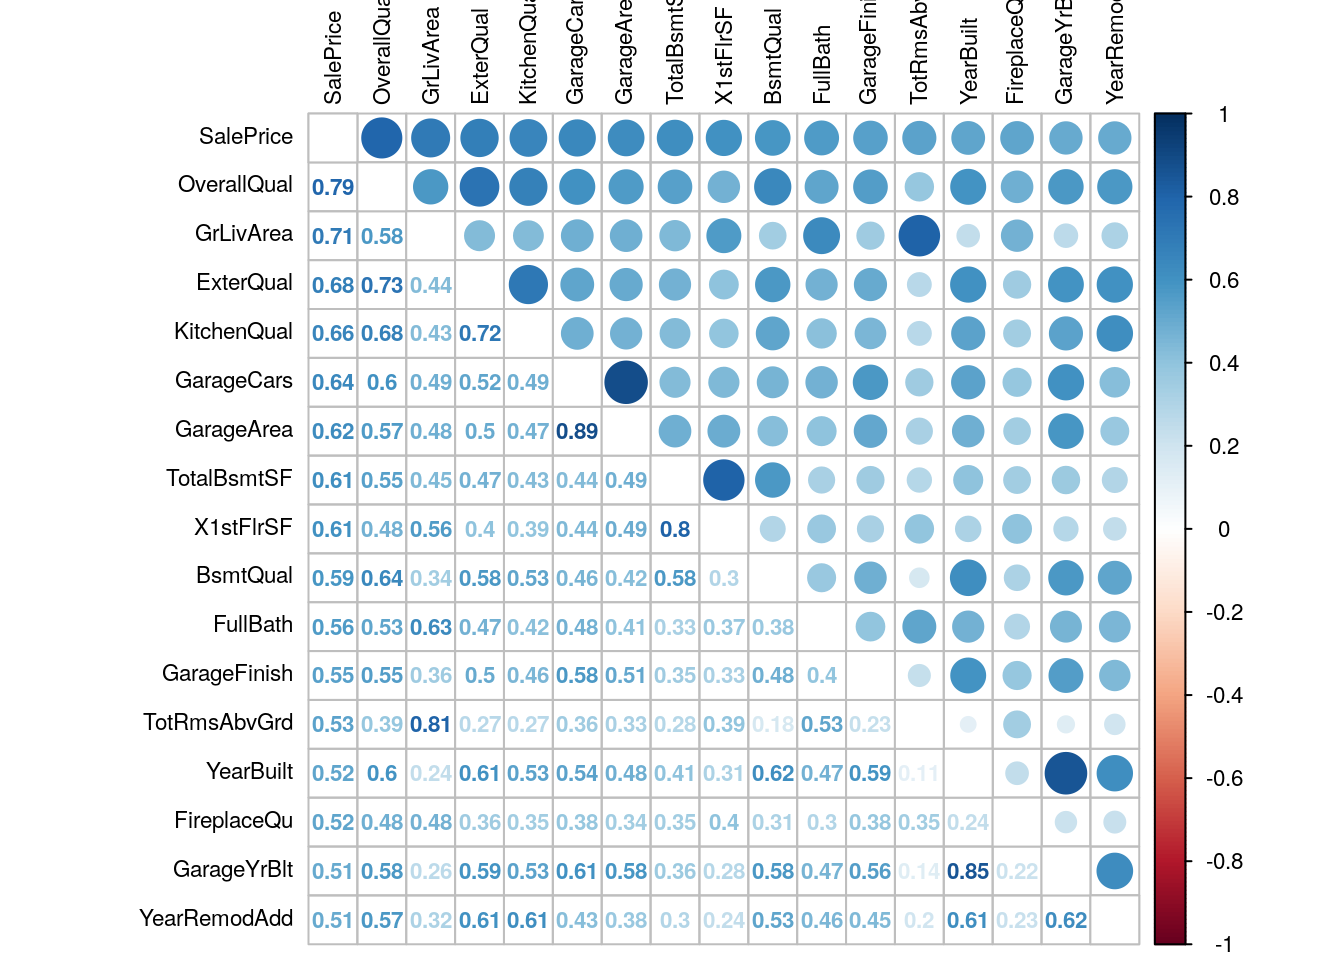 SalePrice OverallQua GrLivArea ExterQual KitchenQua GarageCar GarageAre TotalBsmtS X1stFlrSF BsmtQual FullBath GarageFini TotRmsAbv YearBuilt FireplaceQ GarageYrB YearRemod
SalePrice
OverallQual 0.79
GrLivArea 0.71 0.58
ExterQual 0.68 0.73 0.44
KitchenQual 0.66 0.68 0.43 0.72
GarageCars 0.64 0.6 0.49 0.52 0.49
GarageArea 0.62 0.57 0.48 0.5 0.47 0.89
TotalBsmtSF 0.61 0.55 0.45 0.47 0.43 0.44 0.49
X1stFlrSF 0.61 0.48 0.56 0.4 0.39 0.44 0.49 0.8
BsmtQual 0.59 0.64 0.34 0.58 0.53 0.46 0.42 0.58 0.3
FullBath 0.56 0.53 0.63 0.47 0.42 0.48 0.41 0.33 0.37 0.38
GarageFinish 0.55 0.55 0.36 0.5 0.46 0.58 0.51 0.35 0.33 0.48 0.4
TotRmsAbvGrd 0.53 0.39 0.81 0.27 0.27 0.36 0.33 0.28 0.39 0.18 0.53 0.23
YearBuilt 0.52 0.6 0.24 0.61 0.53 0.54 0.48 0.41 0.31 0.62 0.47 0.59 0.11
FireplaceQu 0.52 0.48 0.48 0.36 0.35 0.38 0.34 0.35 0.4 0.31 0.3 0.38 0.35 0.24
GarageYrBlt 0.51 0.58 0.26 0.59 0.53 0.61 0.58 0.36 0.28 0.58 0.47 0.56 0.14 0.85 0.22
YearRemodAdd 0.51 0.57 0.32 0.61 0.61 0.43 0.38 0.3 0.24 0.53 0.46 0.45 0.2 0.61 0.23 0.62
1
0.8
0.6
0.4
0.2
0
-0.2
-0.4
-0.6
-0.8
-1